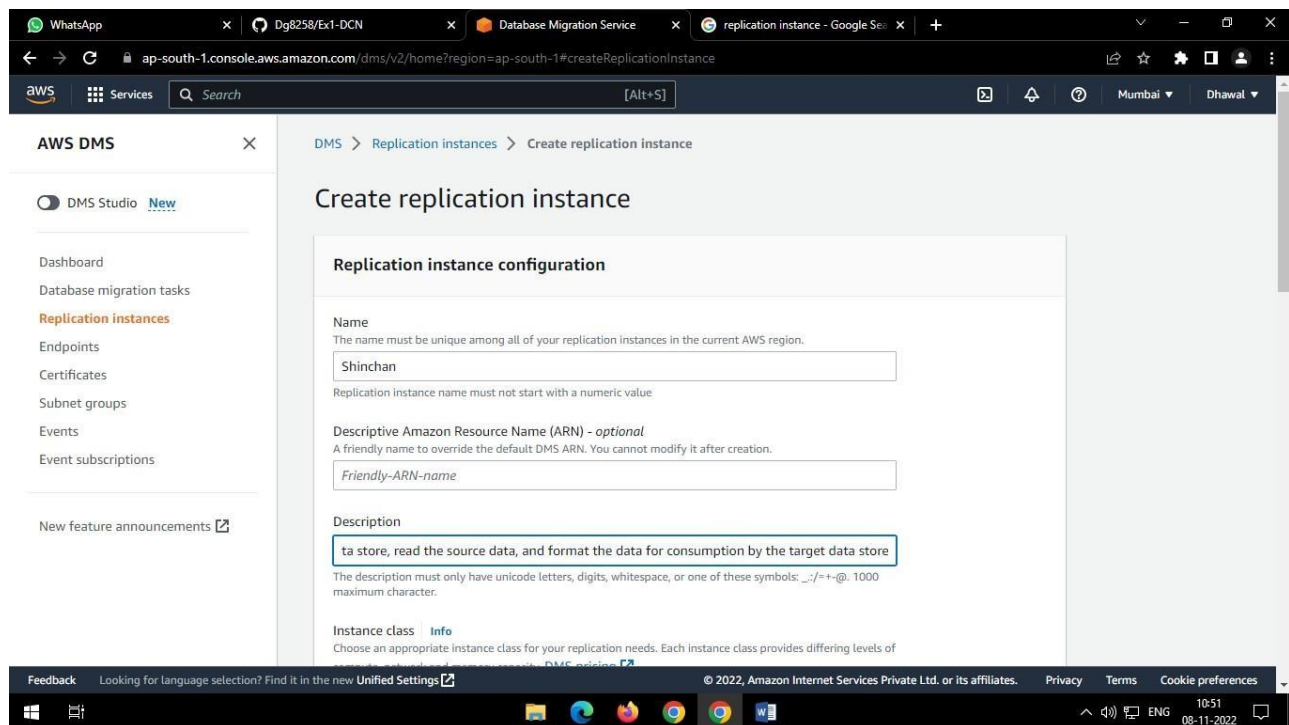 WhatsApp
Dg8258/Ex1-DCN
Database Migration Service
replication instance - Google Sea
ap-south-1.console.aws.amazon.com/dms/v2/home?region=ap-south-1#createReplicationInstance
aws
Services
Search
[Alt+S]
Mumbai
Dhawal
AWS DMS
DMS Studio New
Dashboard
Database migration tasks
Replication instances
Endpoints
Certificates
Subnet groups
Events
Event subscriptions
New feature announcements
DMS > Replication instances > Create replication instance
Create replication instance
Replication instance configuration
Name
The name must be unique among all of your replication instances in the current AWS region.
Shinchan
Replication instance name must not start with a numeric value
Descriptive Amazon Resource Name (ARN) - optional
A friendly name to override the default DMS ARN. You cannot modify it after creation.
Friendly-ARN-name
Description
ta store, read the source data, and format the data for consumption by the target data store
The description must only have unicode letters, digits, whitespace, or one of these symbols: _.:/=+-@. 1000
maximum character.
Instance class Info
Choose an appropriate instance class for your replication needs. Each instance class provides differing levels of
compute, network and memory capacity. DMS pricing
Feedback
Looking for language selection? Find it in the new Unified Settings
© 2022, Amazon Internet Services Private Ltd. or its affiliates.
Privacy
Terms
Cookie preferences
ENG
10:51
08-11-2022